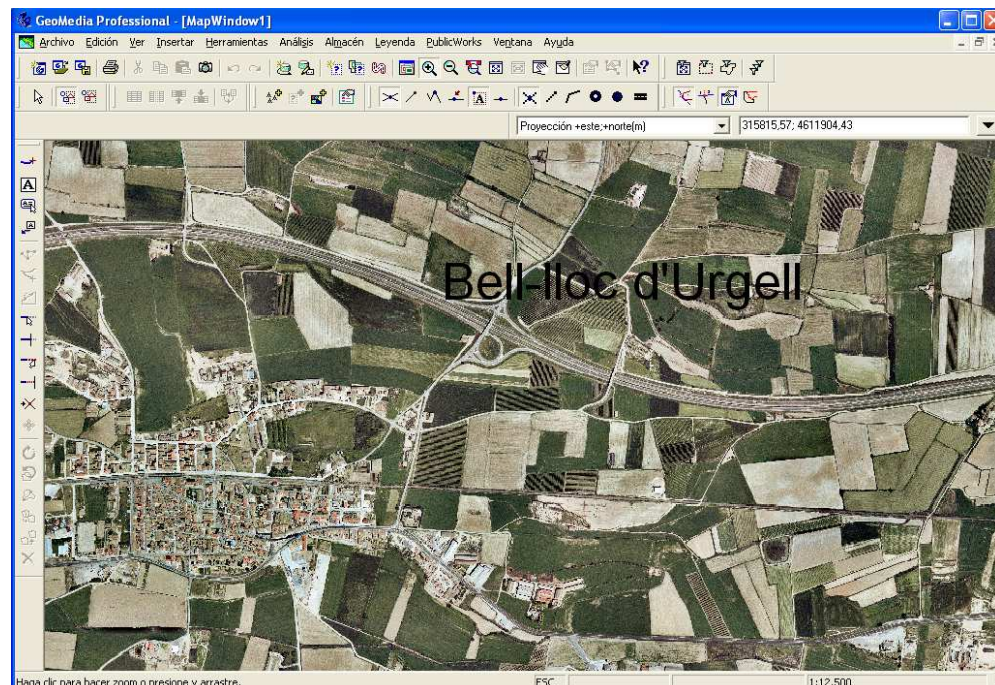 GeoMedia Professional - [MapWindow1]
Archivo Edición Ver Insertar Herramientas Análisis Almacén Leyenda PublicWorks Ventana Ayuda
Proyección +este;+norte(m) 315815,57; 4611904,43
Bell-lloc d'Urgell
Haga clic para hacer zoom o presione y arrastre. ESC 1:12.500